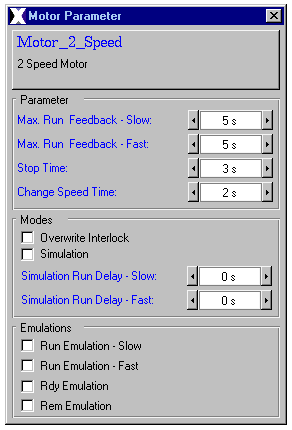 Motor Parameter
Motor_2_Speed
2 Speed Motor
Parameter
Max. Run Feedback - Slow: 5 s
Max. Run Feedback - Fast: 5 s
Stop Time: 3 s
Change Speed Time: 2 s
Modes
Overwrite Interlock
Simulation
Simulation Run Delay - Slow: 0 s
Simulation Run Delay - Fast: 0 s
Emulations
Run Emulation - Slow
Run Emulation - Fast
Rdy Emulation
Rem Emulation